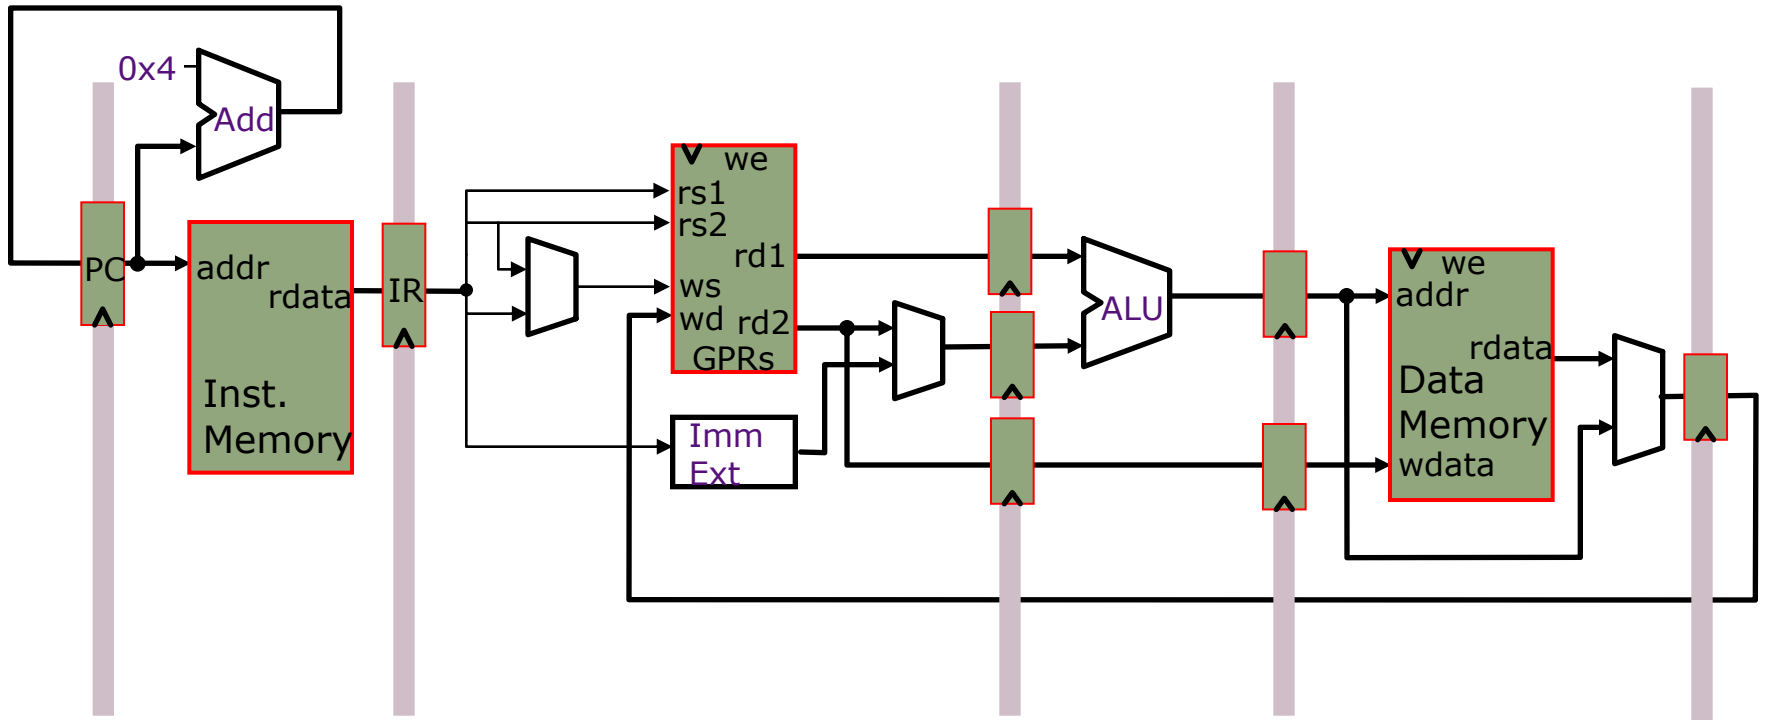 0x4
Add
PC
addr
rdata
Inst.
Memory
IR
we
rs1
rs2
rd1
ws
wd
rd2
GPRs
Imm
Ext
ALU
we
addr
rdata
Data
Memory
wdata